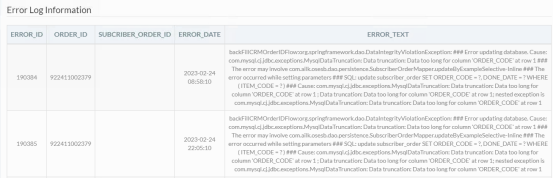 Error Log Information
ERROR_ID ORDER_ID SUBCRIBER_ORDER_ID ERROR_DATE ERROR_TEXT
backFillCRMOrderIDFlow:org.springframework.dao.DataIntegrityViolationException: ### Error updating database. Cause:
com.mysql.cj.jdbc.exceptions.MysqlDataTruncation: Data truncation: Data too long for column 'ORDER_CODE' at row 1 ###
The error may involve com.alik.oseseb.das.persistence.SubscriberOrderMapper.updateByExampleSelective-Inline ### The
190384 922411002379 2023-02-24 08:58:10 error occurred while setting parameters ### SQL: update subscriber_order SET ORDER_CODE = ?, DONE_DATE = ? WHERE
( ITEM_CODE = ? ) ### Cause: com.mysql.cj.jdbc.exceptions.MysqlDataTruncation: Data truncation: Data too long for
column 'ORDER_CODE' at row 1 ; Data truncation: Data too long for column 'ORDER_CODE' at row 1; nested exception is
com.mysql.cj.jdbc.exceptions.MysqlDataTruncation: Data truncation: Data too long for column 'ORDER_CODE' at row 1
backFillCRMOrderIDFlow:org.springframework.dao.DataIntegrityViolationException: ### Error updating database. Cause:
com.mysql.cj.jdbc.exceptions.MysqlDataTruncation: Data truncation: Data too long for column 'ORDER_CODE' at row 1 ###
The error may involve com.alik.oseseb.das.persistence.SubscriberOrderMapper.updateByExampleSelective-Inline ### The
190385 922411002379 2023-02-24 22:05:10 error occurred while setting parameters ### SQL: update subscriber_order SET ORDER_CODE = ?, DONE_DATE = ? WHERE
( ITEM_CODE = ? ) ### Cause: com.mysql.cj.jdbc.exceptions.MysqlDataTruncation: Data truncation: Data too long for
column 'ORDER_CODE' at row 1 ; Data truncation: Data too long for column 'ORDER_CODE' at row 1; nested exception is
com.mysql.cj.jdbc.exceptions.MysqlDataTruncation: Data truncation: Data too long for column 'ORDER_CODE' at row 1